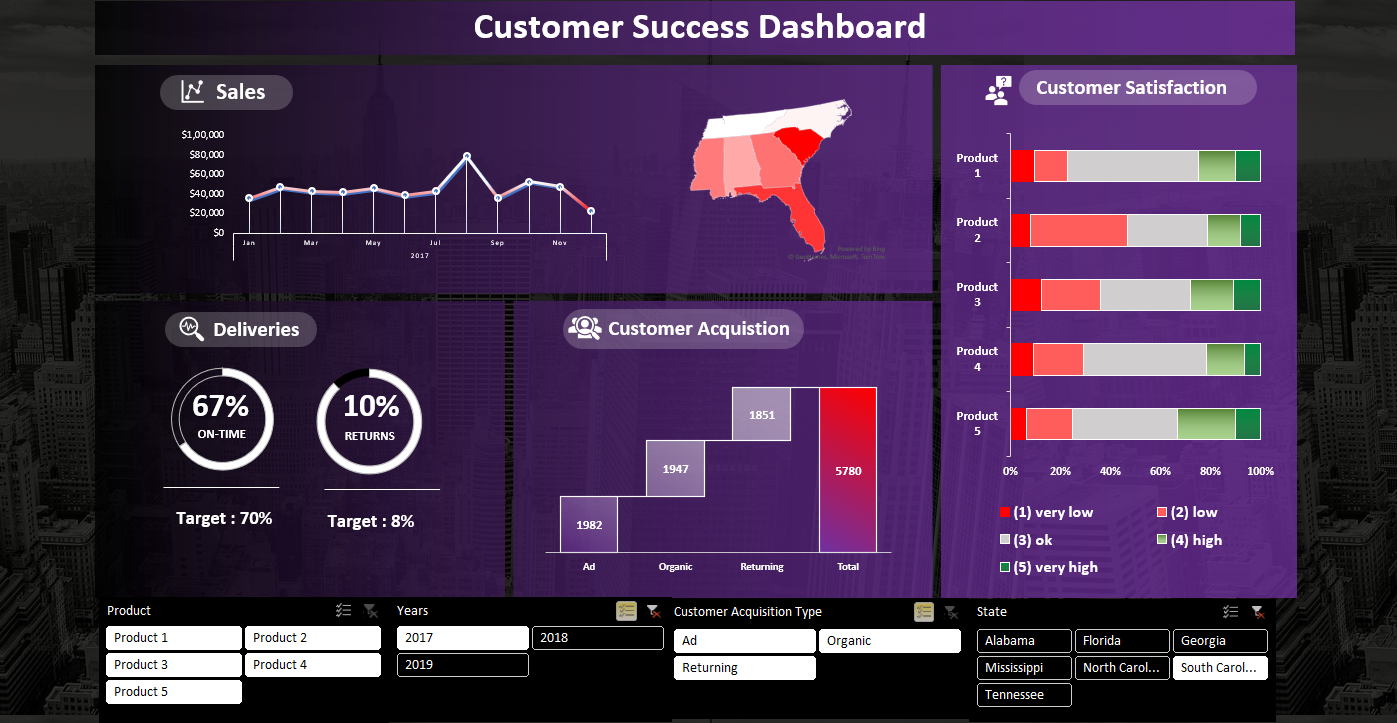 Customer Success Dashboard
Sales
$1,00,000
$80,000
$60,000
$40,000
$20,000
$0
Jan Mar May Jul Sep Nov
2017
Powered by Bing
© GeoNames, Microsoft, TomTom
Customer Satisfaction
?
Product
1
Product
2
Product
3
Product
4
Product
5
0% 20% 40% 60% 80% 100%
(1) very low (2) low
(3) ok (4) high
(5) very high
Deliveries
67%
ON-TIME
Target : 70%
10%
RETURNS
Target : 8%
Customer Acquistion
1982
1947
1851
5780
Ad Organic Returning Total
Product
Product 1 Product 2
Product 3 Product 4
Product 5
Years
2017 2018
2019
Customer Acquisition Type
Ad Organic
Returning
State
Alabama Florida Georgia
Mississippi North Carol... South Carol...
Tennessee